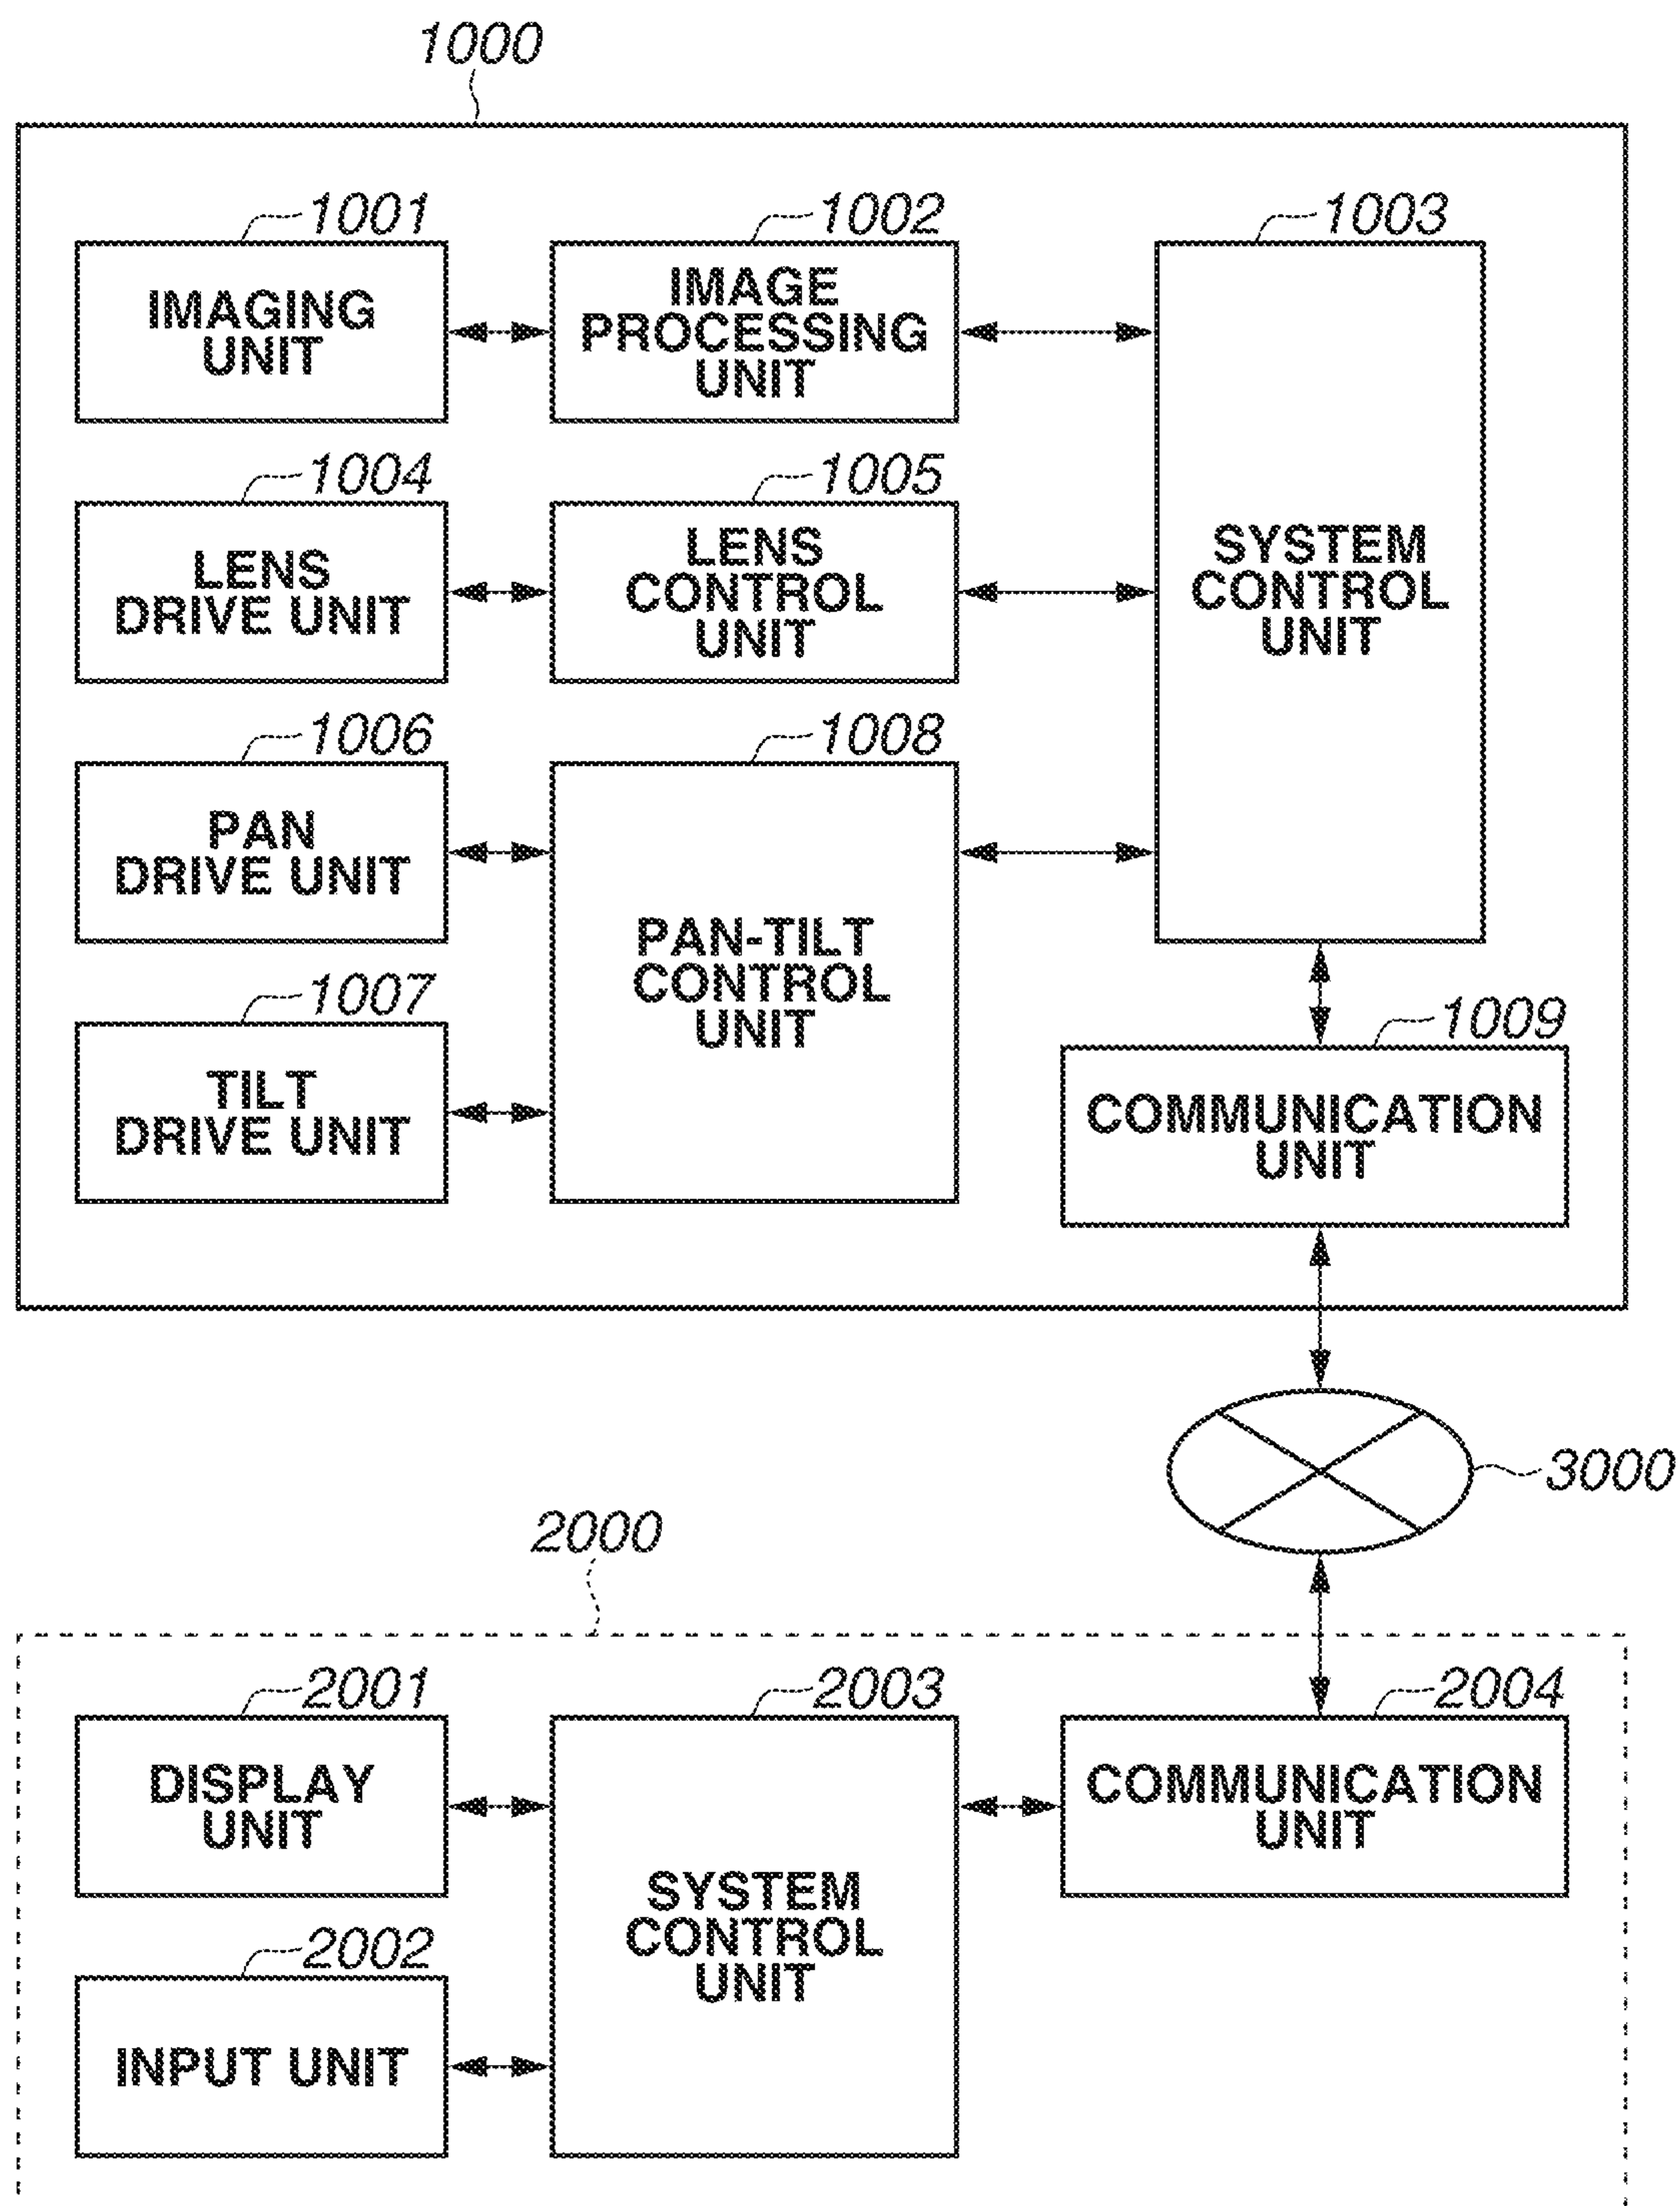 1000
1001
IMAGING
UNIT
1002
IMAGE
PROCESSING
UNIT
1003
SYSTEM
CONTROL
UNIT
1004
LENS
DRIVE UNIT
1005
LENS
CONTROL
UNIT
1006
PAN
DRIVE UNIT
1008
PAN-TILT
CONTROL
UNIT
1007
TILT
DRIVE UNIT
1009
COMMUNICATION
UNIT
3000
2000
2001
DISPLAY
UNIT
2003
SYSTEM
CONTROL
UNIT
2004
COMMUNICATION
UNIT
2002
INPUT UNIT